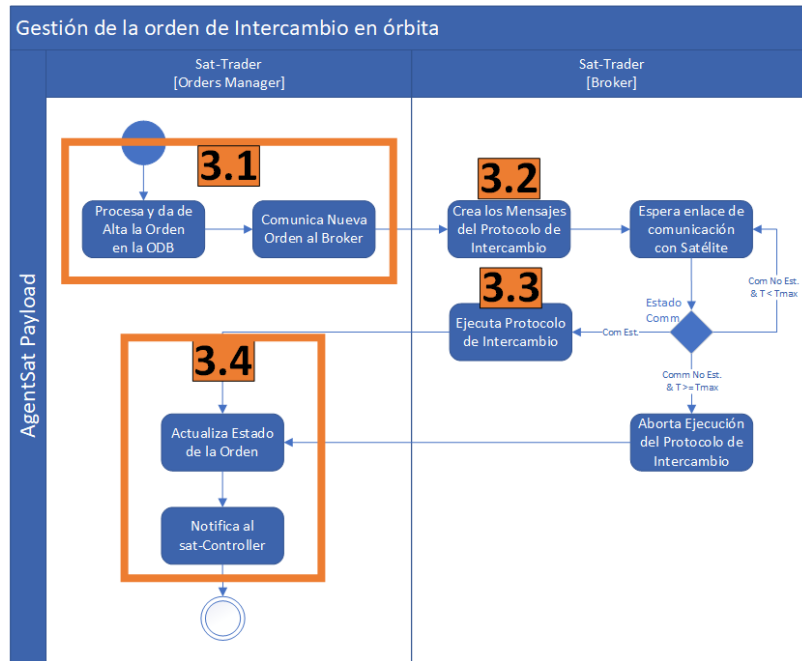 Gestión de la orden de Intercambio en órbita
Sat-Trader
[Orders Manager]
Sat-Trader
[Broker]
AgentSat Payload
3.1
Procesa y da de
Alta la Orden
en la ODB
Comunica Nueva
Orden al Broker
3.2
Crea los Mensajes
del Protocolo de
Intercambio
Espera enlace de
comunicación
con Satélite
Com No Est.
& T < Tmax
3.3
Ejecuta Protocolo
de Intercambio
Com Est.
Estado
Comm.
Comm No Est.
& T >= Tmax
3.4
Actualiza Estado
de la Orden
Aborta Ejecución
del Protocolo de
Intercambio
Notifica al
sat-Controller